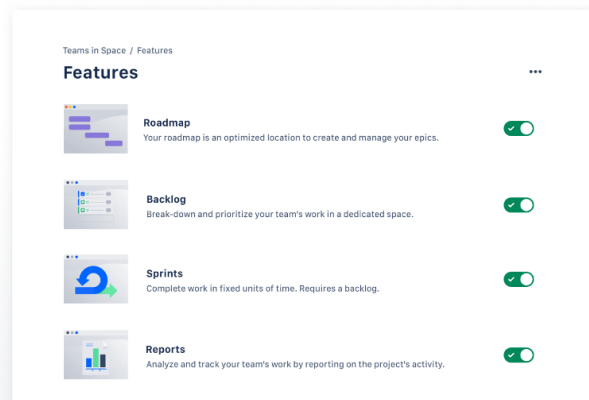 Teams in Space / Features
Features
Roadmap
Your roadmap is an optimized location to create and manage your epics.
Backlog
Break-down and prioritize your team's work in a dedicated space.
Sprints
Complete work in fixed units of time. Requires a backlog.
Reports
Analyze and track your team's work by reporting on the project's activity.